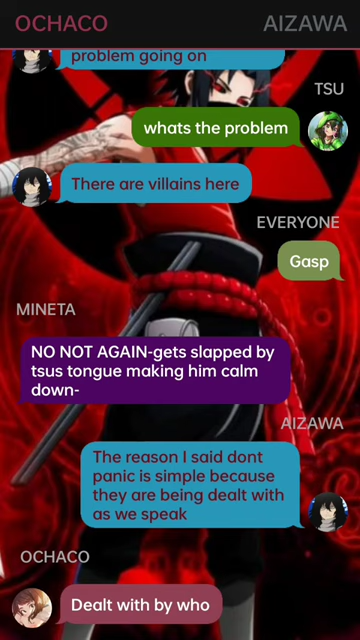 OCHACO AIZAWA
problem going on
TSU
whats the problem
There are villains here
EVERYONE
Gasp
MINETA
NO NOT AGAIN-gets slapped by
tsus tongue making him calm
down-
AIZAWA
The reason I said dont
panic is simple because
they are being dealt with
as we speak
OCHACO
Dealt with by who